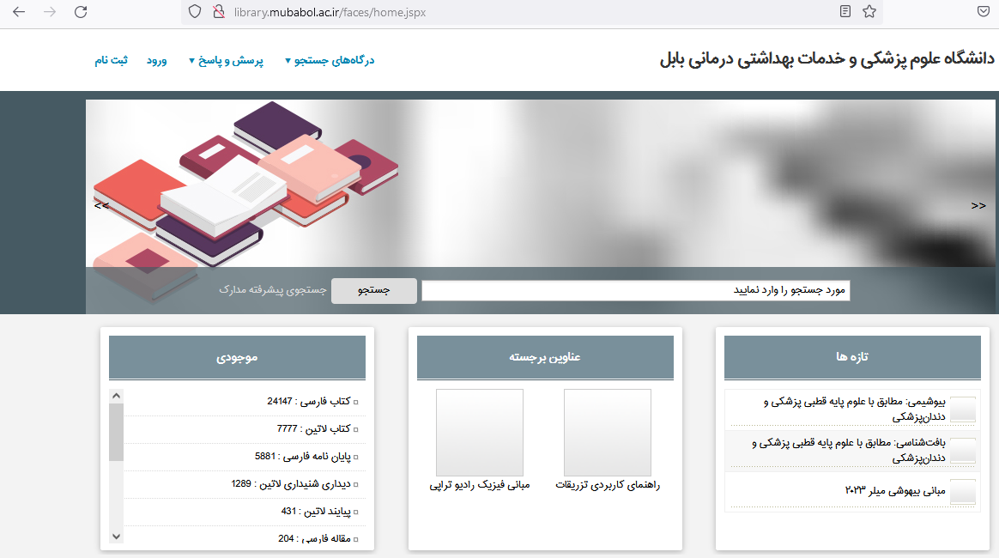 library.mubabol.ac.ir/faces/home.jspx
دانشگاه علوم پزشکی و خدمات بهداشتی درمانی بابل
درگاه‌های جستجو ▼
پرسش و پاسخ ▼
ورود
ثبت نام
<<
>>
مورد جستجو را وارد نمایید
جستجو
جستجوی پیشرفته مدارک
تازه ها
بیوشیمی: مطابق با علوم پایه قطبی پزشکی و
دندان‌پزشکی
بافت‌شناسی: مطابق با علوم پایه قطبی پزشکی و
دندان‌پزشکی
مبانی بیهوشی میلر ۲۰۲۳
عناوین برجسته
راهنمای کاربردی تزریقات
مبانی فیزیک رادیو تراپی
موجودی
کتاب فارسی : 24147
کتاب لاتین : 7777
پایان نامه فارسی : 5881
دیداری شنیداری لاتین : 1289
پیایند لاتین : 431
مقاله فارسی : 204